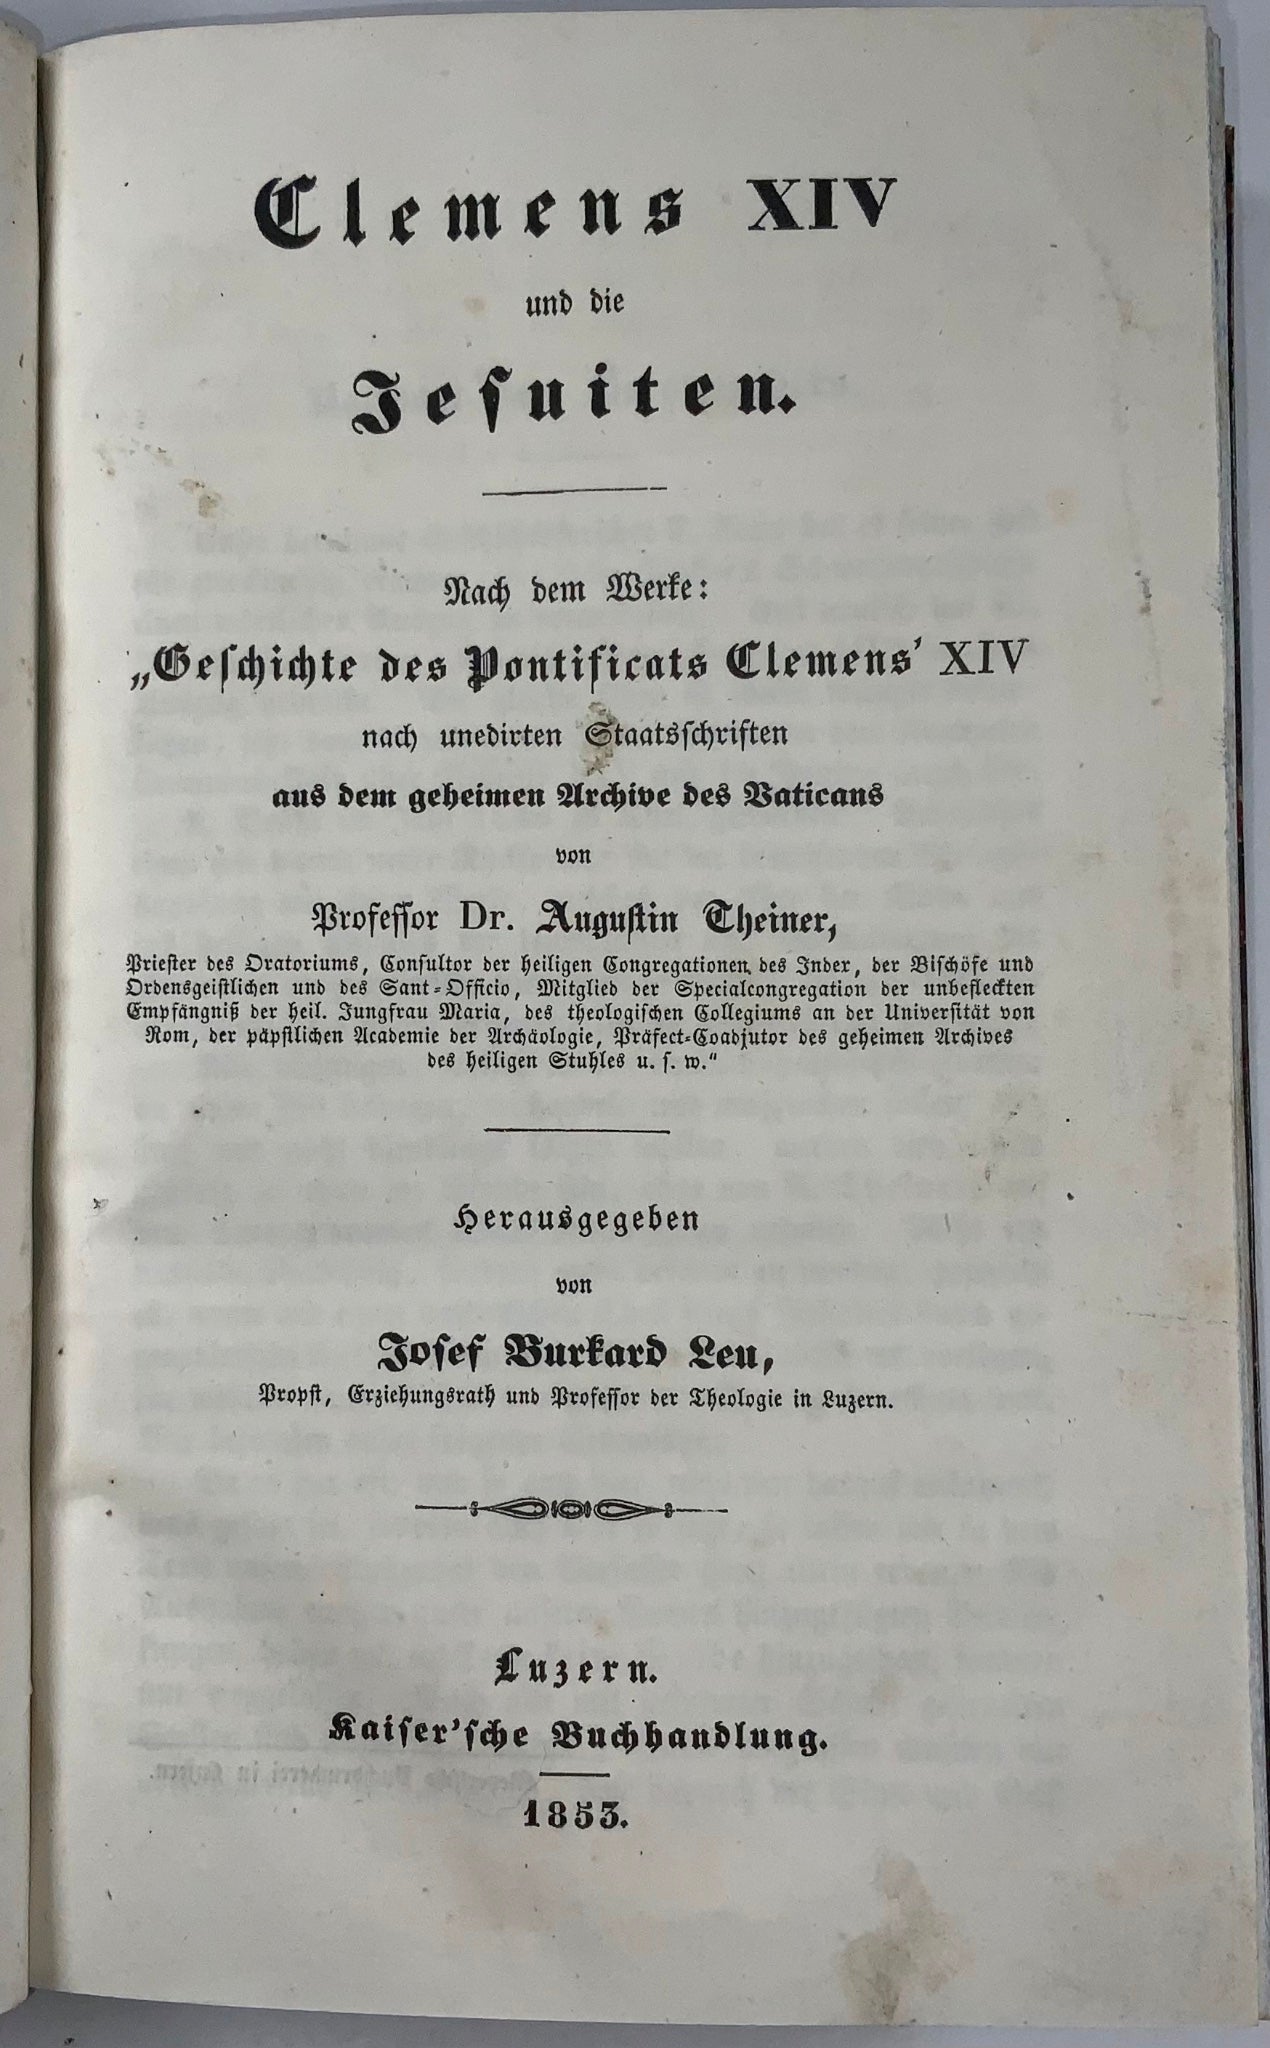 Clemens XIV
und die
Jesuiten.
Nach dem Werke:
„Geschichte des Pontificats Clemens’ XIV
nach unedirten Staatsschriften
aus dem geheimen Archive des Vaticans
von
Professor Dr. Augustin Theiner,
Priester des Oratoriums, Consultor der heiligen Congregationen des Index, der Bischöfe und
Ordensgeistlichen und des Sant-Officio, Mitglied der Specialcongregation der unbefleckten
Empfängniß der heil. Jungfrau Maria, des theologischen Collegiums an der Universität von
Rom, der päpstlichen Academie der Archäologie, Präfect-Coadjutor des geheimen Archives
des heiligen Stuhles u. s. w.“
Herausgegeben
von
Josef Burkard Leu,
Propst, Erziehungsrath und Professor der Theologie in Luzern.
Luzern.
Kaiser’sche Buchhandlung.
1853.